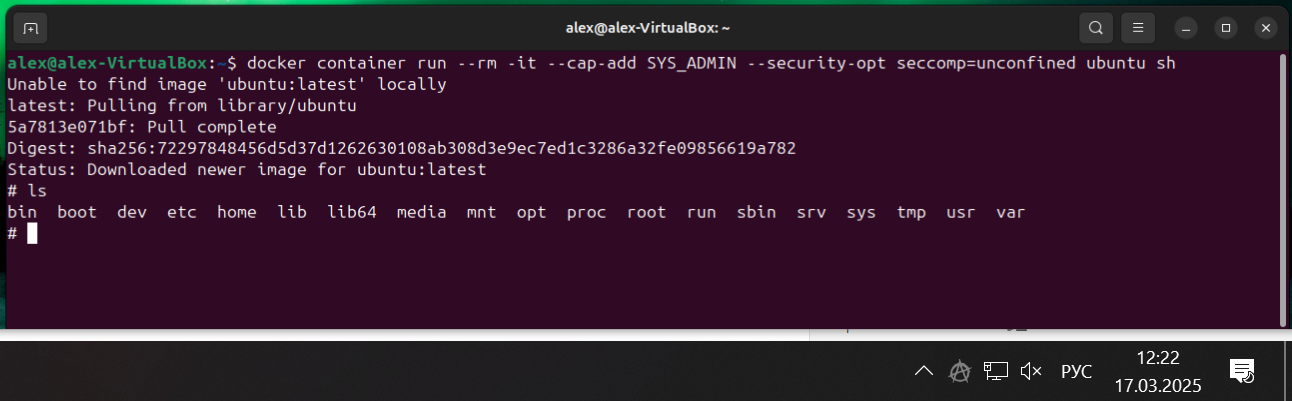 alex@alex-VirtualBox: ~
alex@alex-VirtualBox:~$ docker container run --rm -it --cap-add SYS_ADMIN --security-opt seccomp=unconfined ubuntu sh
Unable to find image 'ubuntu:latest' locally
latest: Pulling from library/ubuntu
5a7813e071bf: Pull complete
Digest: sha256:72297848456d5d37d1262630108ab308d3e9ec7ed1c3286a32fe09856619a782
Status: Downloaded newer image for ubuntu:latest
# ls
bin boot dev etc home lib lib64 media mnt opt proc root run sbin srv sys tmp usr var
#
РУС
12:22
17.03.2025